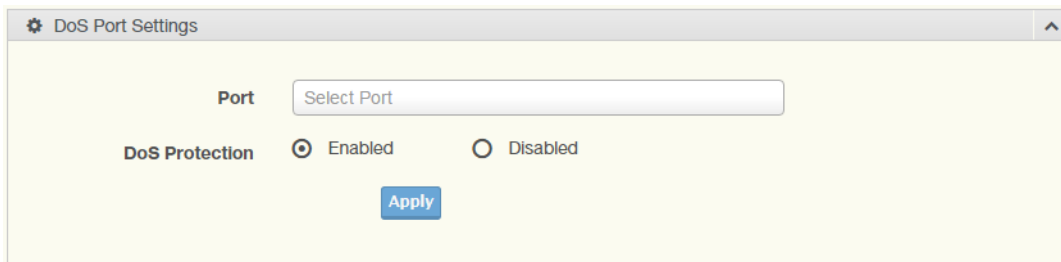 DoS Port Settings
Port Select Port
DoS Protection Enabled Disabled
Apply